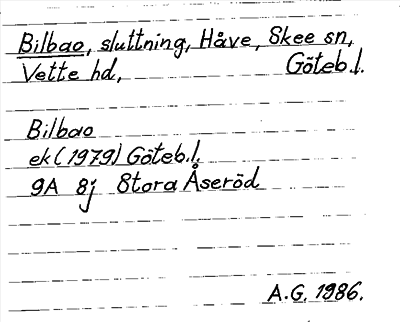 Bilbao, sluttning, Håve, Skee sn,
Vette hd, Göteb.l.
Bilbao
ek (1979) Göteb.l.
9A 8j Stora Åseröd
A.G. 1986.